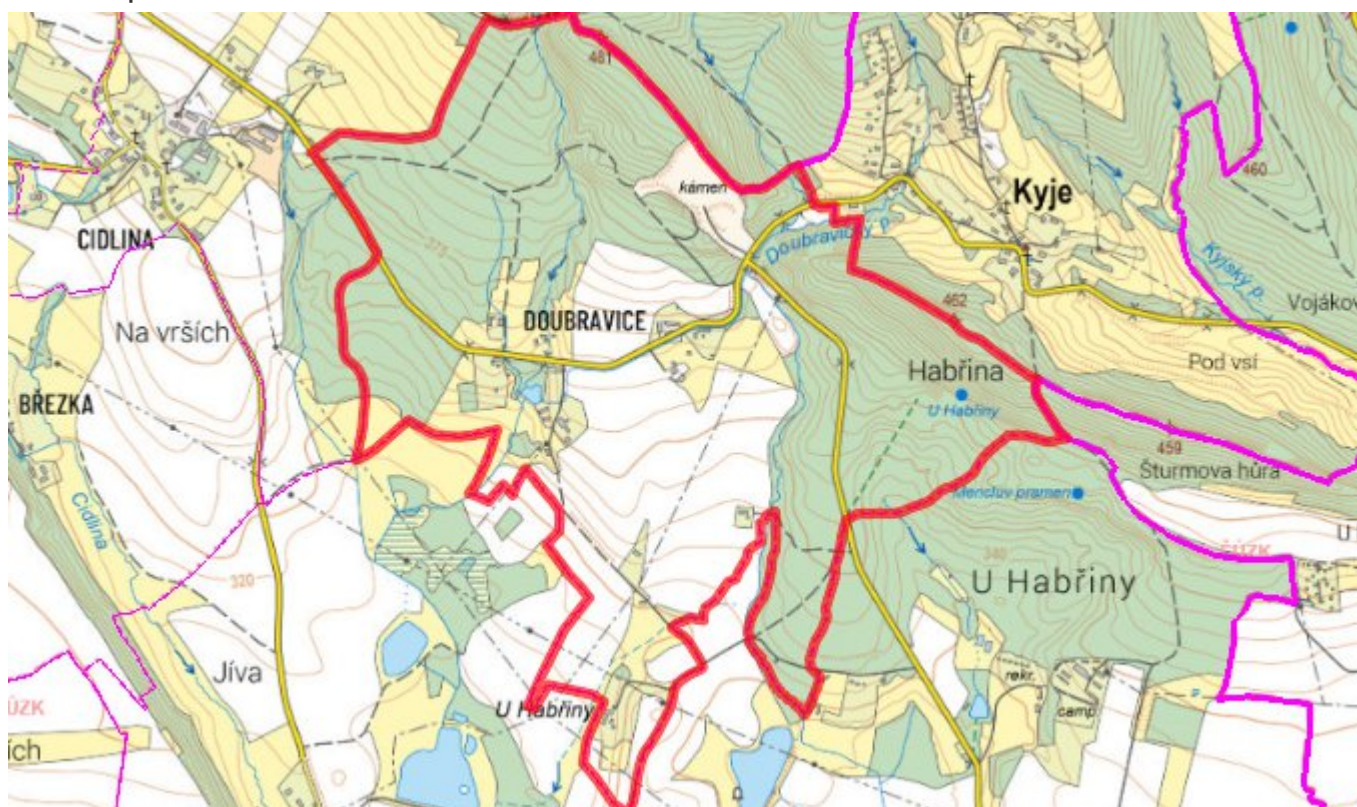 481
460
kámen
Kyje
Doubravický p.
CIDLINA
Kyjský p.
375
462
Vojákov
Na vrších
DOUBRAVICE
Pod vsí
Habřina
BŘEZKA
U Habřiny
459
Šturmova hůra
Menclův pramen
Cidlina
U
ČÚZK
340
320
U Habřiny
Jíva
rekr.
U Habřiny
camp
ÚZK
ích